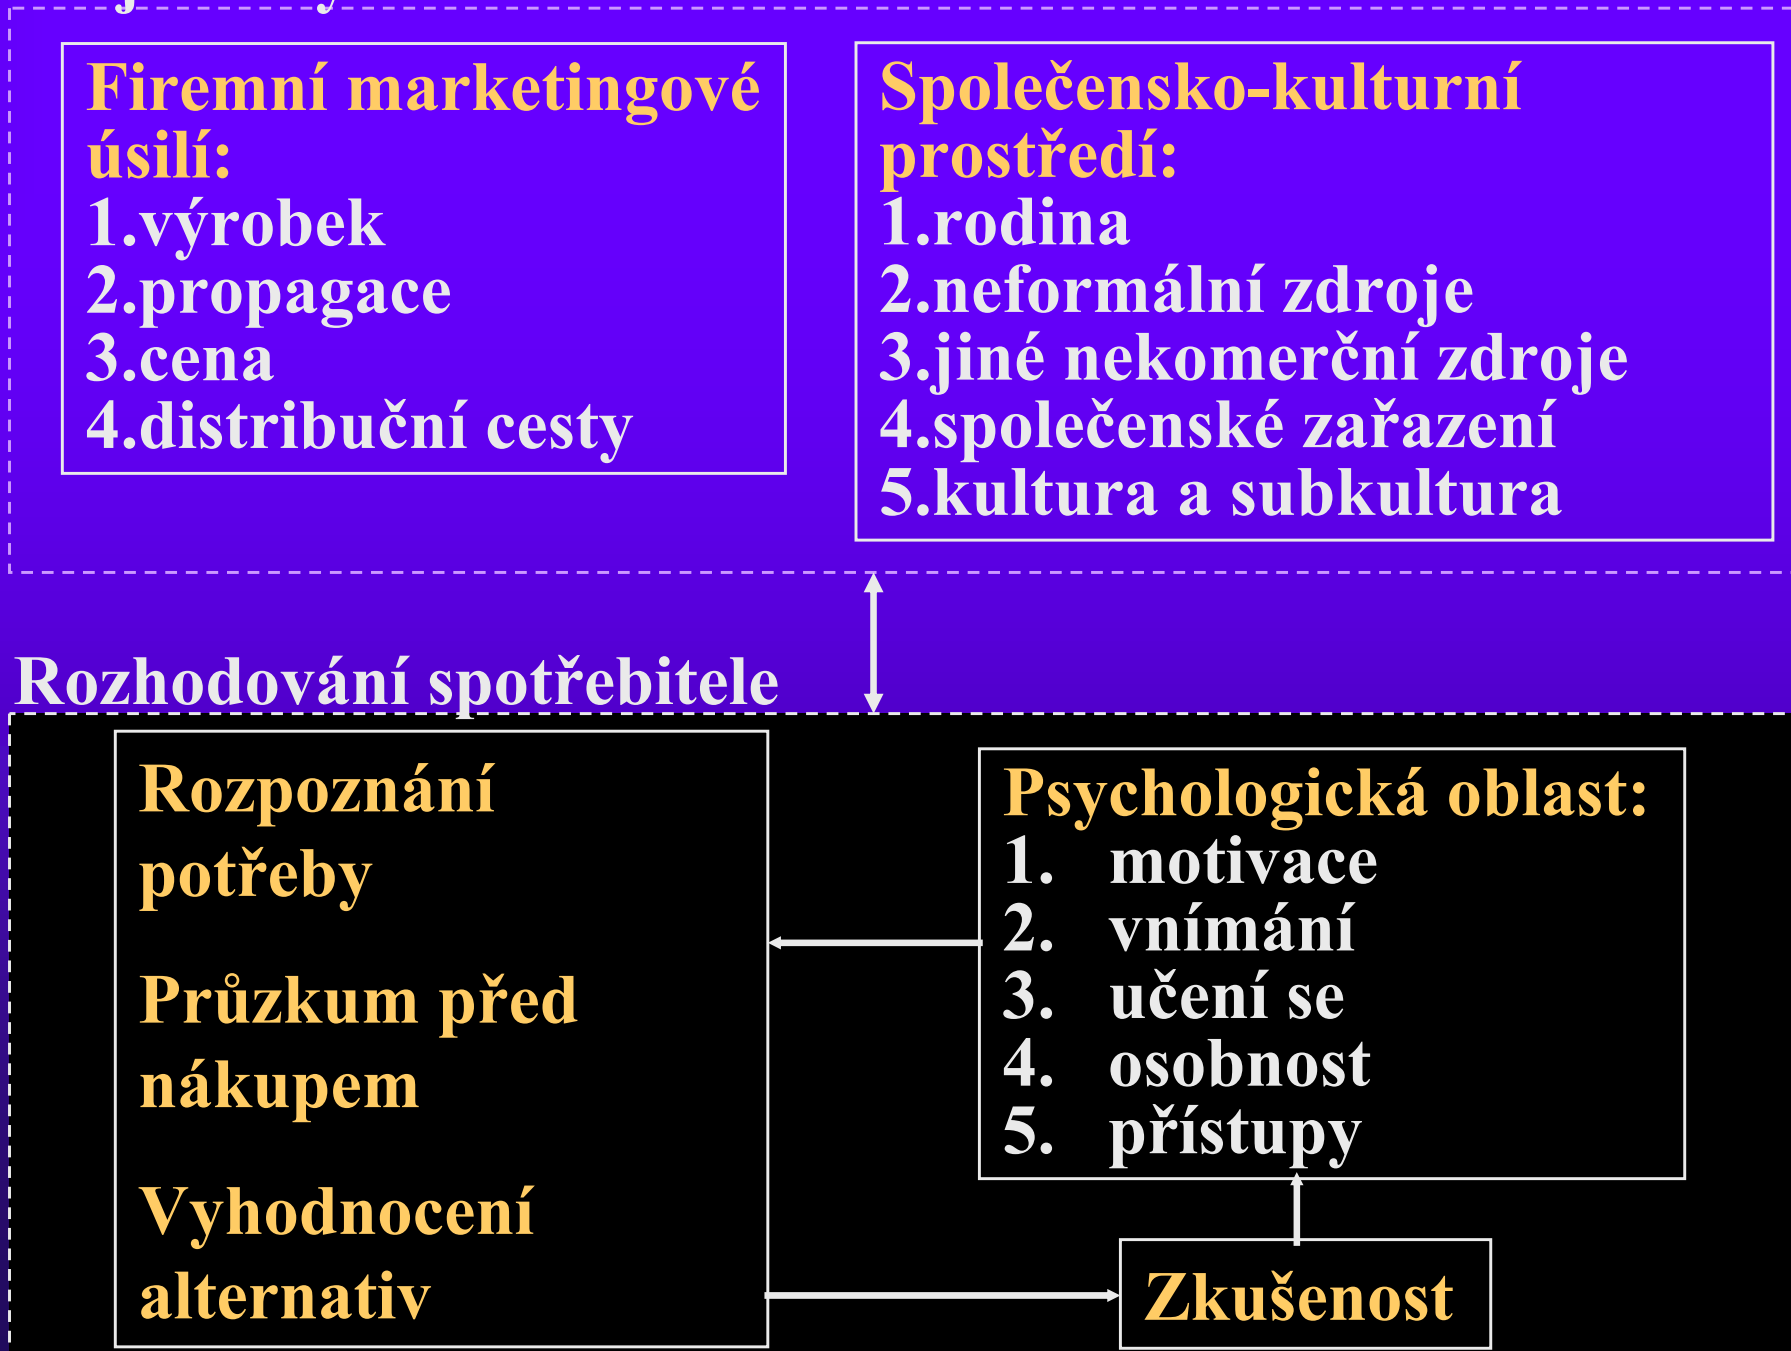 Firemní marketingové
úsilí:
1.výrobek
2.propagace
3.cena
4.distribuční cesty
Společensko-kulturní
prostředí:
1.rodina
2.neformální zdroje
3.jiné nekomerční zdroje
4.společenské zařazení
5.kultura a subkultura
Rozhodování spotřebitele
Rozpoznání
potřeby
Průzkum před
nákupem
Vyhodnocení
alternativ
Psychologická oblast:
1. motivace
2. vnímání
3. učení se
4. osobnost
5. přístupy
Zkušenost